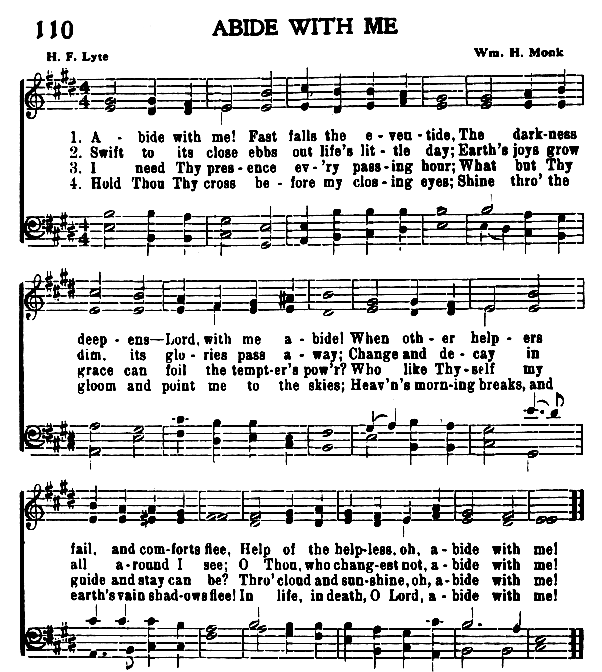 110
ABIDE WITH ME
H. F. Lyte
Wm. H. Monk
1. A - bide with me! Fast falls the e - ven - tide, The dark-ness
2. Swift to its close ebbs out life's lit - tle day; Earth's joys grow
3. I need Thy pres - ence ev - 'ry pass - ing hour; What but Thy
4. Hold Thou Thy cross be - fore my clos - ing eyes; Shine thro' the
deep - ens—Lord, with me a - bide! When oth - er help - ers
dim, its glo - ries pass a - way; Change and de - cay in
grace can foil the tempt-er's pow'r? Who like Thy-self my
gloom and point me to the skies; Heav'n's morn-ing breaks, and
fail, and com-forts flee, Help of the help-less, oh, a - bide with me!
all a-round I see; O Thou, who chang-est not, a - bide with me!
guide and stay can be? Thro' cloud and sun-shine, oh, a - bide with me!
earth's vain shad-ows flee! In life, in death, O Lord, a - bide with me!